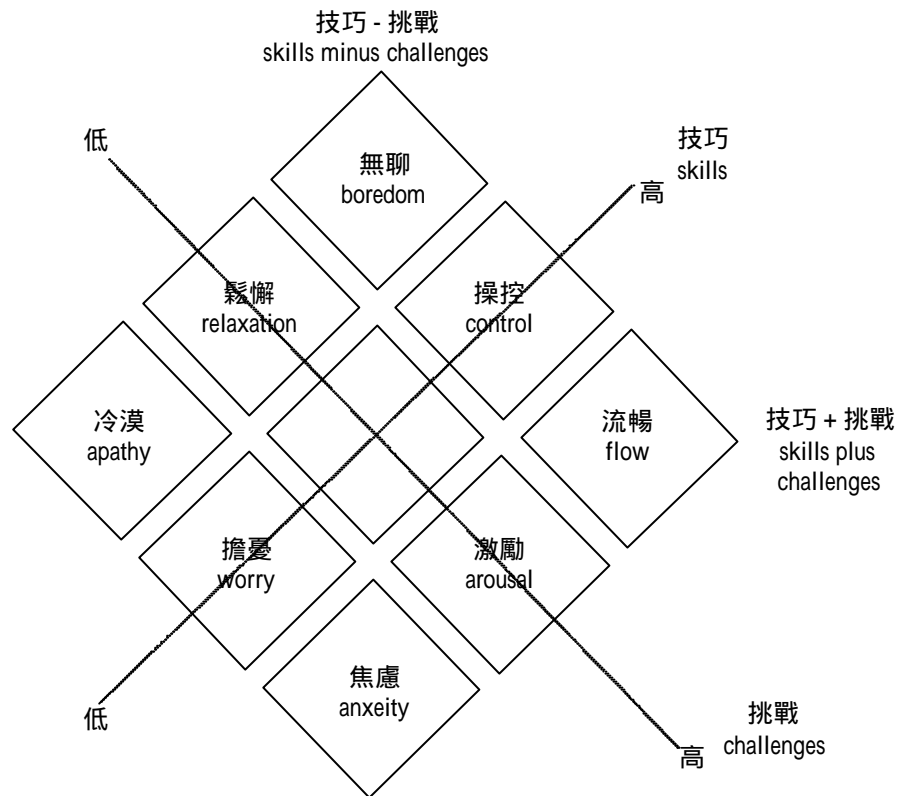 技巧 - 挑戰
skills minus challenges
低
技巧
skills
高
無聊
boredom
鬆懈
relaxation
操控
control
冷漠
apathy
流暢
flow
技巧 + 挑戰
skills plus
challenges
擔憂
worry
激勵
arousal
焦慮
anxeity
低
挑戰
challenges
高